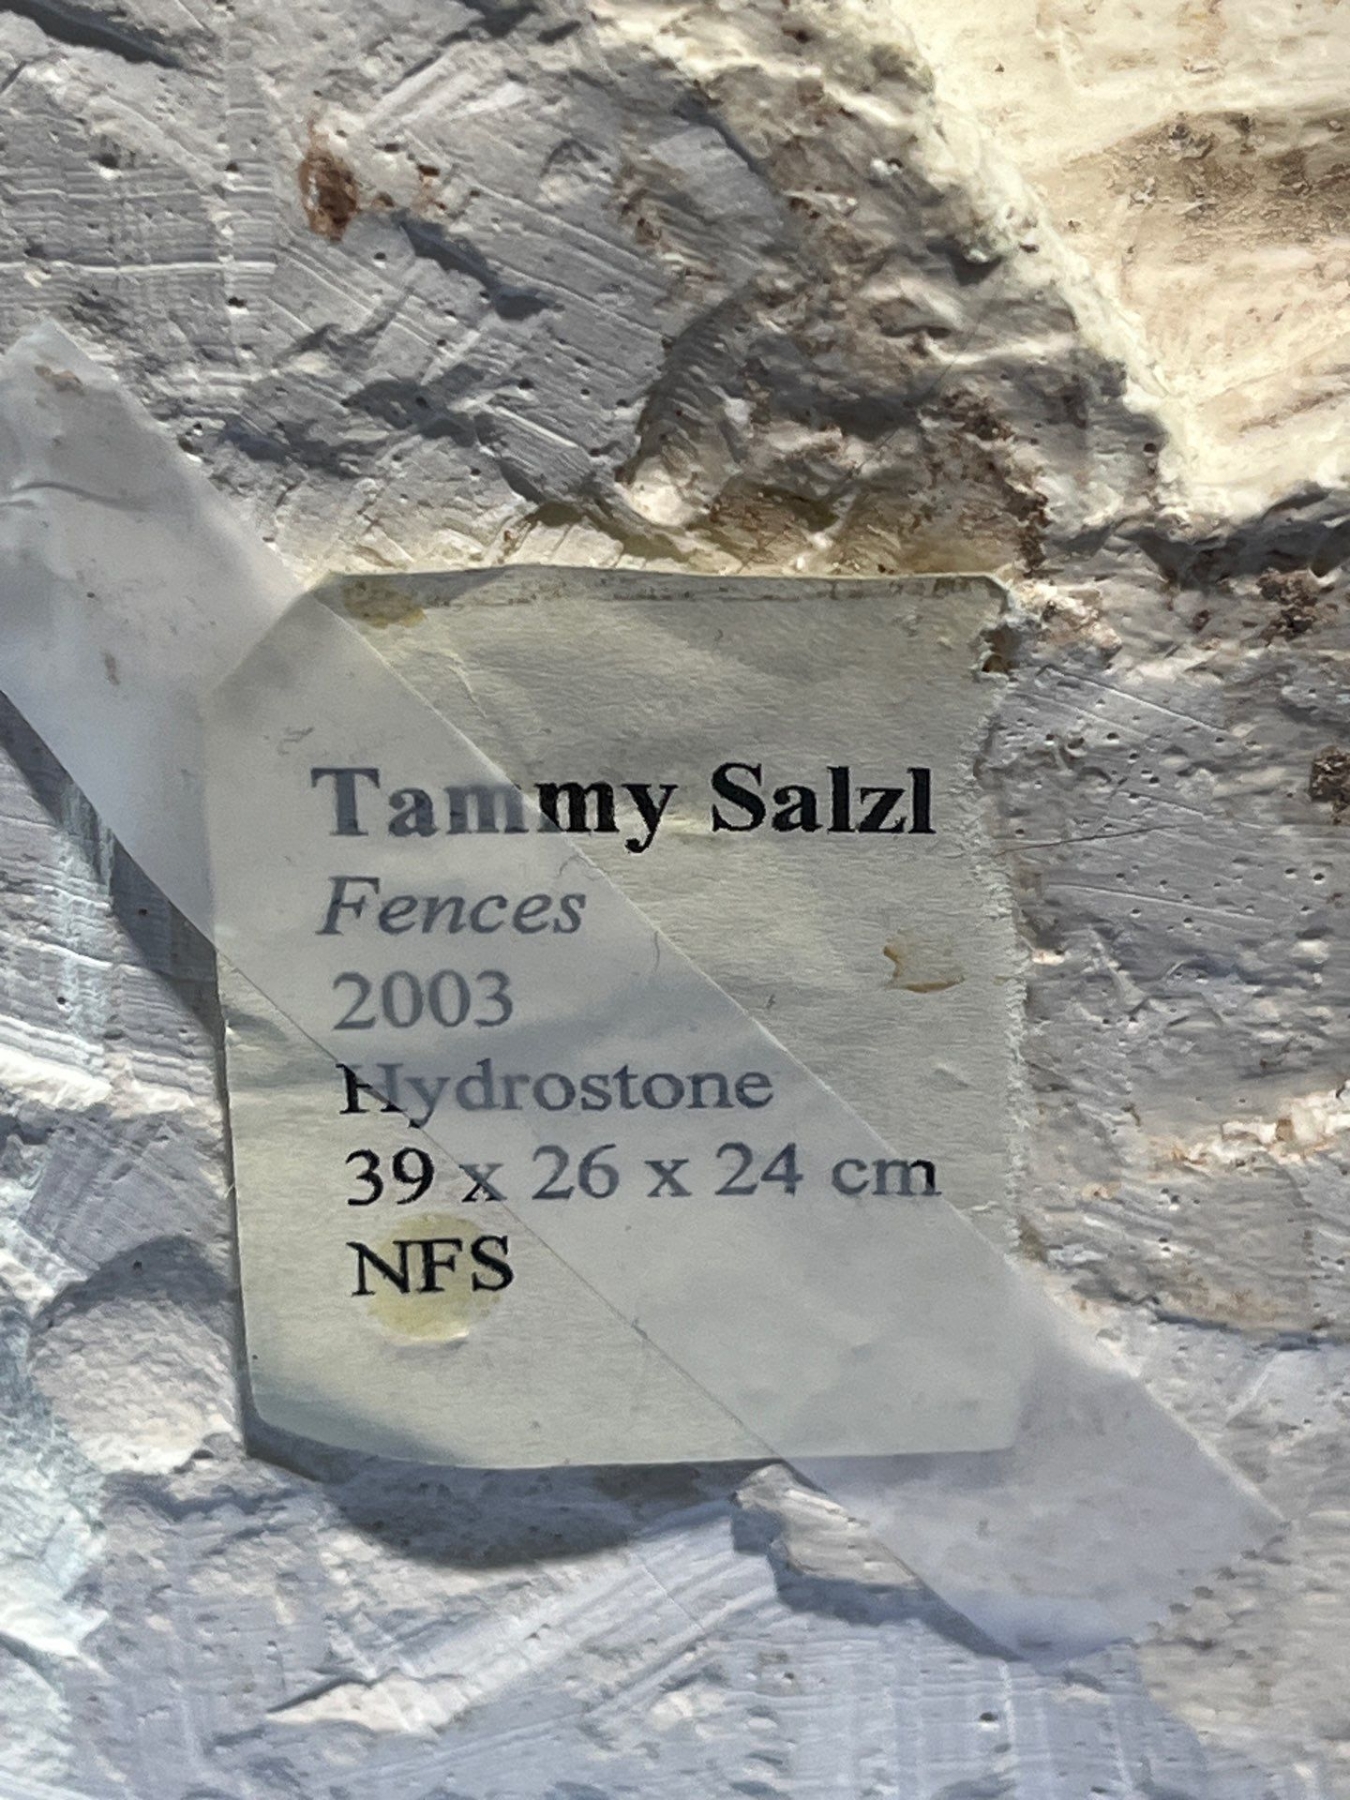 Tammy Salzl
Fences
2003
Hydrostone
39 x 26 x 24 cm
NFS